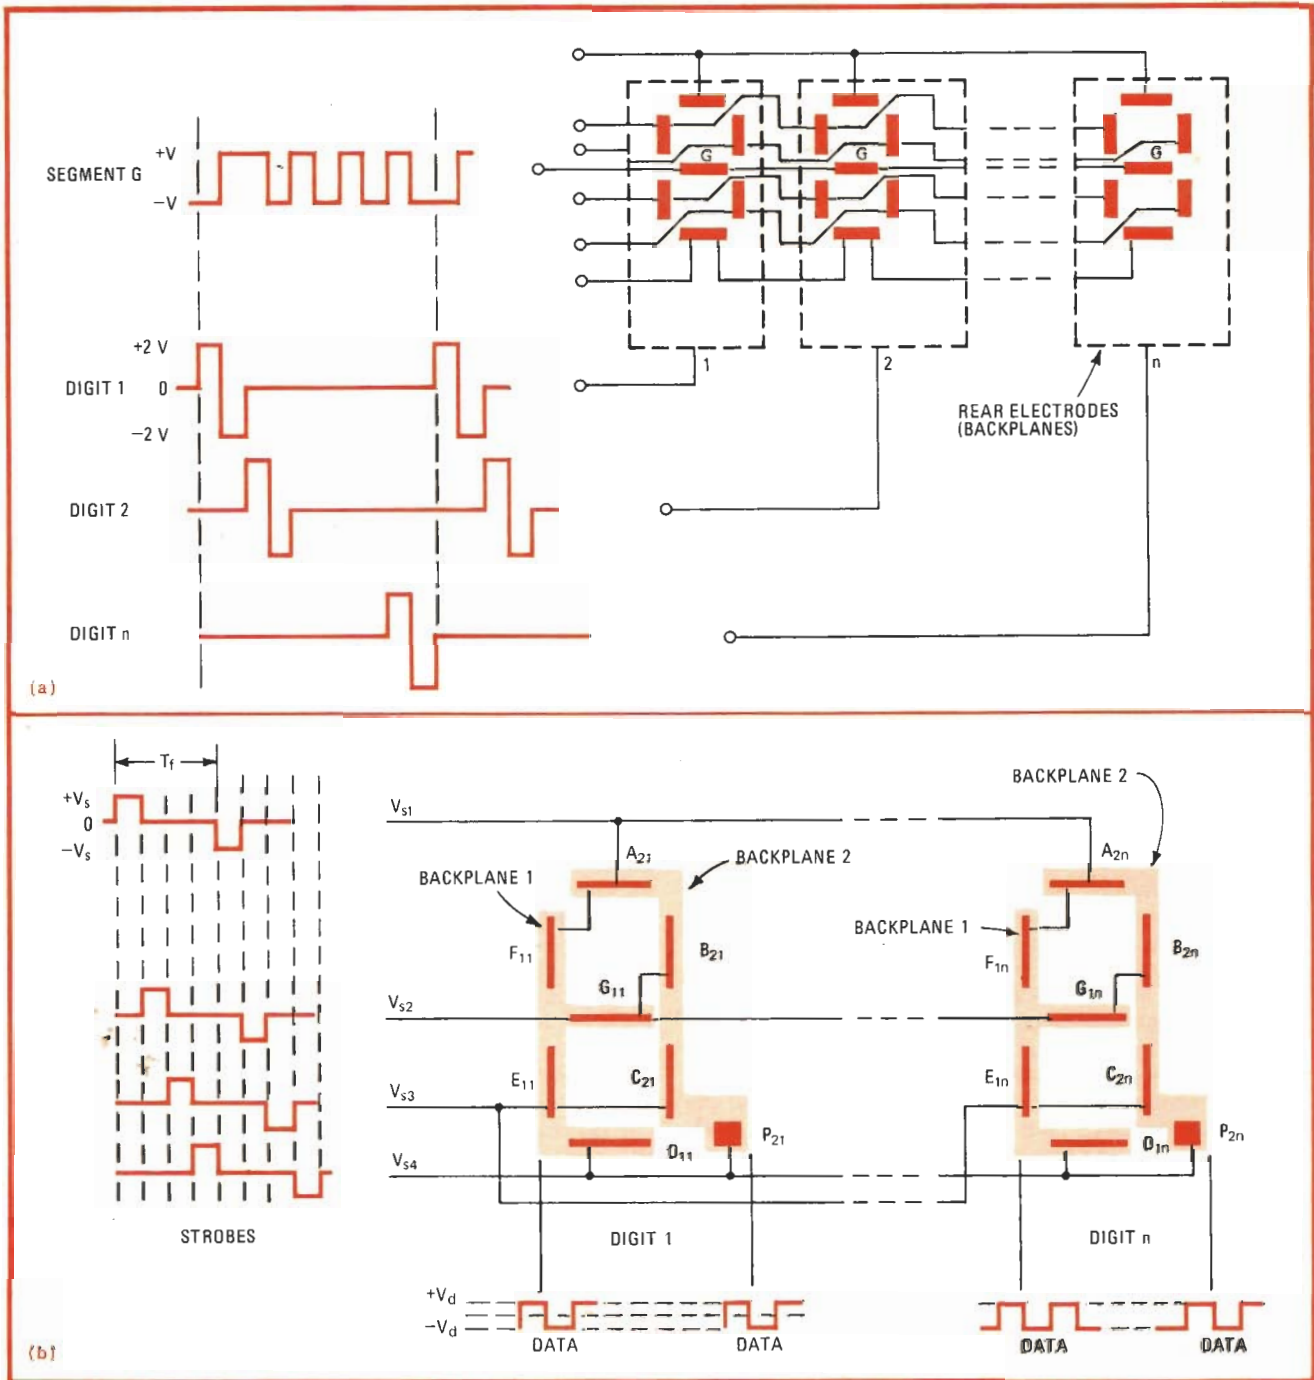 SEGMENT G
+V
−V
+2 V
DIGIT 1
0
−2 V
DIGIT 2
DIGIT n
(a)
G
G
G
1
2
n
REAR ELECTRODES
(BACKPLANES)
Tf
+Vs
0
−Vs
STROBES
Vs1
Vs2
Vs3
Vs4
BACKPLANE 2
A21
BACKPLANE 2
A2n
BACKPLANE 1
BACKPLANE 1
F11
B21
F1n
B2n
G11
G1n
E11
C21
E1n
C2n
D11
P21
D1n
P2n
DIGIT 1
DIGIT n
+Vd
−Vd
DATA
DATA
DATA
DATA
(b)